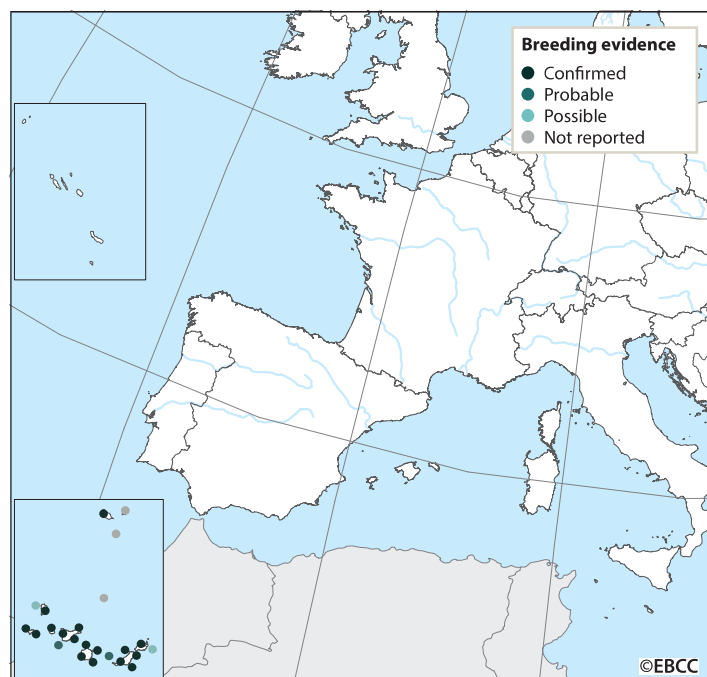 Breeding evidence
Confirmed
Probable
Possible
Not reported
©EBCC